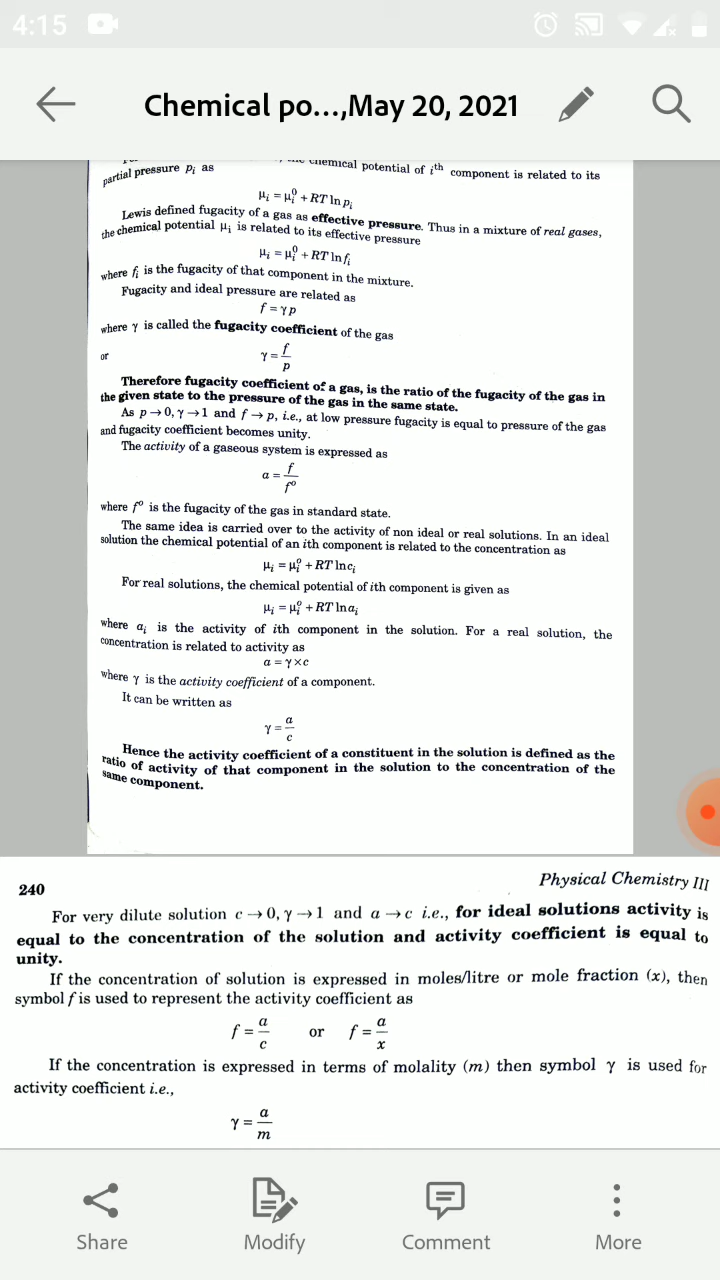 4:15
Chemical po...,May 20, 2021
chemical potential of iᵗʰ component is related to its
partial pressure pᵢ as
μᵢ = μᵢ⁰ + RT ln pᵢ
Lewis defined fugacity of a gas as effective pressure. Thus in a mixture of real gases,
the chemical potential μᵢ is related to its effective pressure
μᵢ = μᵢ⁰ + RT ln fᵢ
where fᵢ is the fugacity of that component in the mixture.
Fugacity and ideal pressure are related as
f = γp
where γ is called the fugacity coefficient of the gas
or γ = f/p
Therefore fugacity coefficient of a gas, is the ratio of the fugacity of the gas in
the given state to the pressure of the gas in the same state.
As p → 0, γ → 1 and f → p, i.e., at low pressure fugacity is equal to pressure of the gas
and fugacity coefficient becomes unity.
The activity of a gaseous system is expressed as
a = f/f⁰
where f⁰ is the fugacity of the gas in standard state.
The same idea is carried over to the activity of non ideal or real solutions. In an ideal
solution the chemical potential of an ith component is related to the concentration as
μᵢ = μᵢ⁰ + RT ln cᵢ
For real solutions, the chemical potential of ith component is given as
μᵢ = μᵢ⁰ + RT ln aᵢ
where aᵢ is the activity of ith component in the solution. For a real solution, the
concentration is related to activity as
a = γ × c
where γ is the activity coefficient of a component.
It can be written as
γ = a/c
Hence the activity coefficient of a constituent in the solution is defined as the
ratio of activity of that component in the solution to the concentration of the
same component.
240 Physical Chemistry III
For very dilute solution c → 0, γ → 1 and a → c i.e., for ideal solutions activity is
equal to the concentration of the solution and activity coefficient is equal to
unity.
If the concentration of solution is expressed in moles/litre or mole fraction (x), then
symbol f is used to represent the activity coefficient as
f = a/c or f = a/x
If the concentration is expressed in terms of molality (m) then symbol γ is used for
activity coefficient i.e.,
γ = a/m
Share Modify Comment More